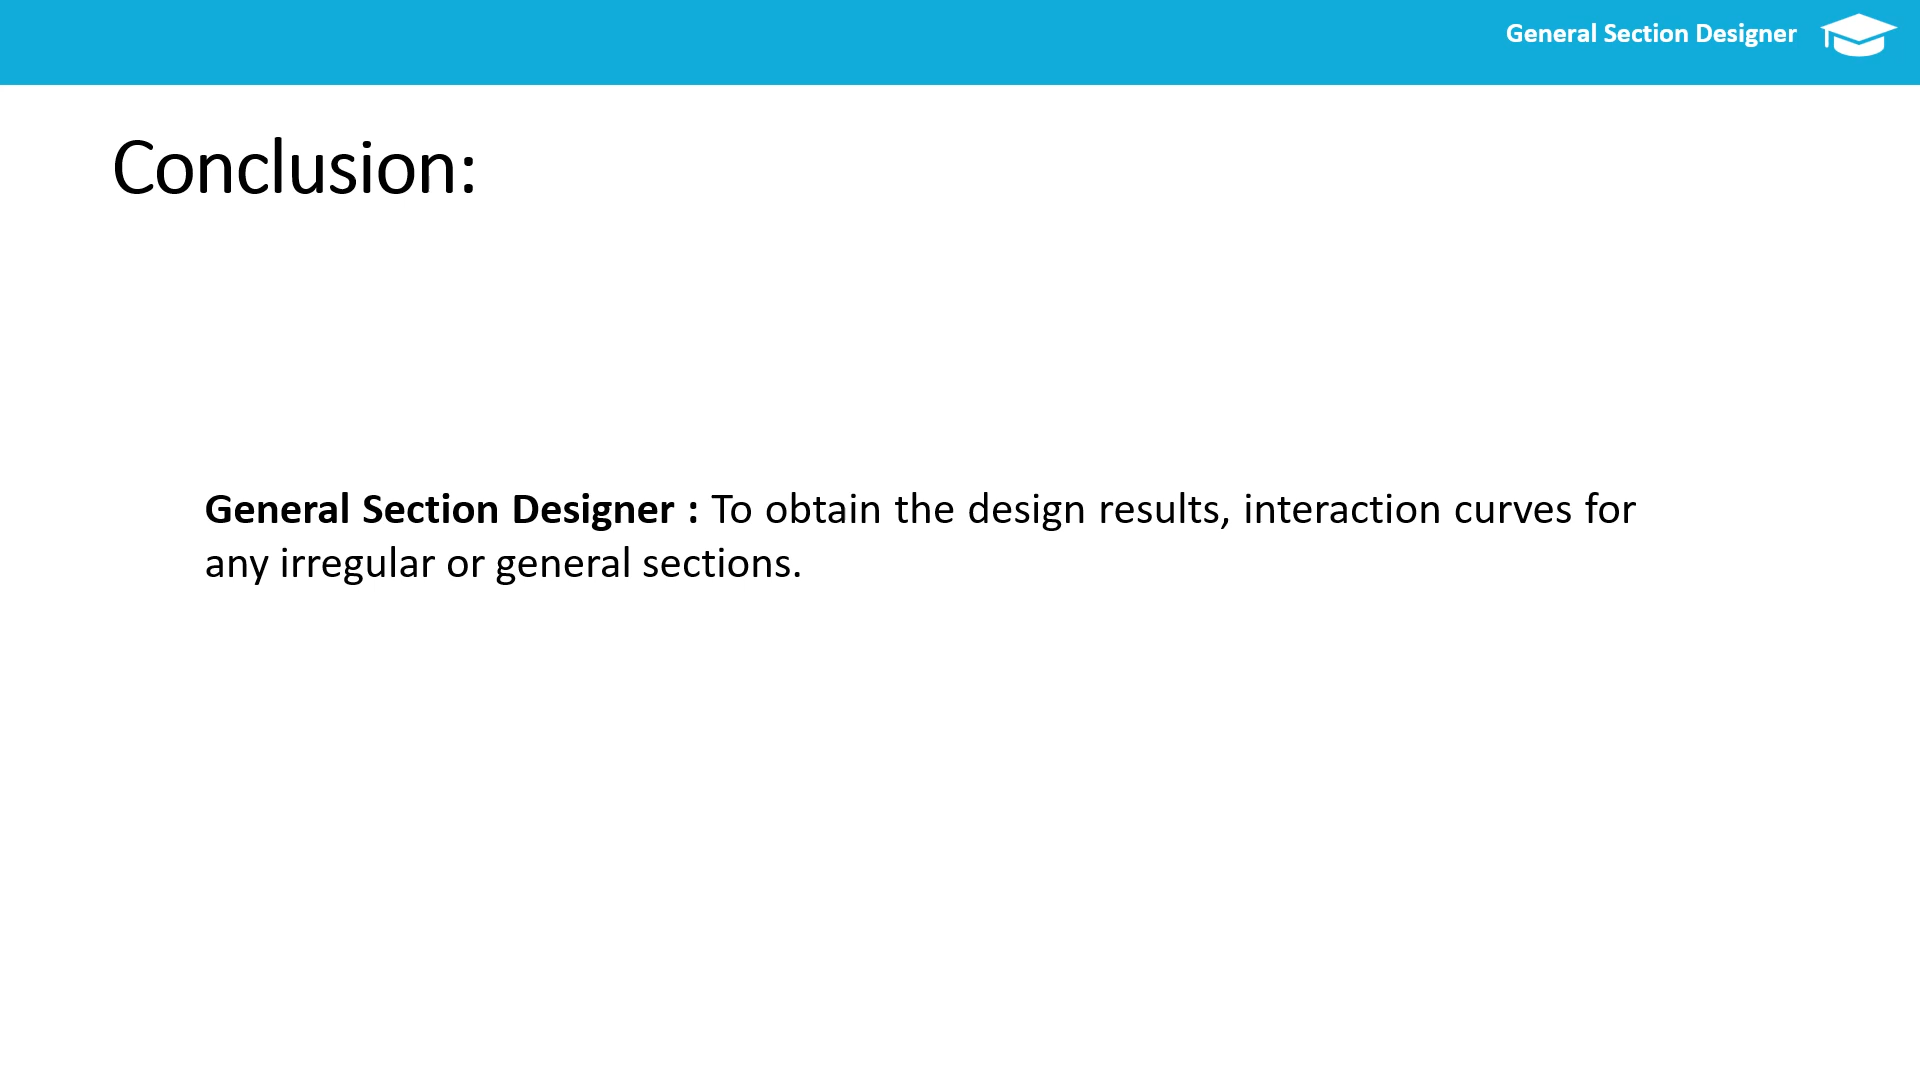 General Section Designer
Conclusion:
General Section Designer : To obtain the design results, interaction curves for
any irregular or general sections.